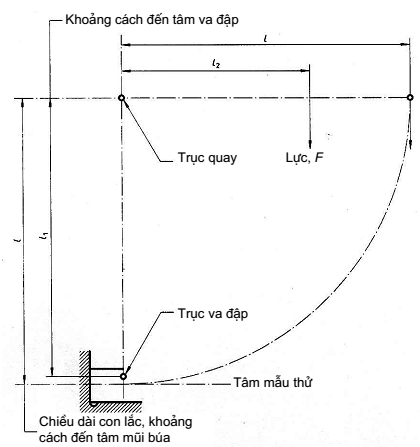 Khoảng cách đến tâm va đập
l
l₂
Trục quay
Lực, F
l
l₁
Trục va đập
Tâm mẫu thử
Chiều dài con lắc, khoảng
cách đến tâm mũi búa